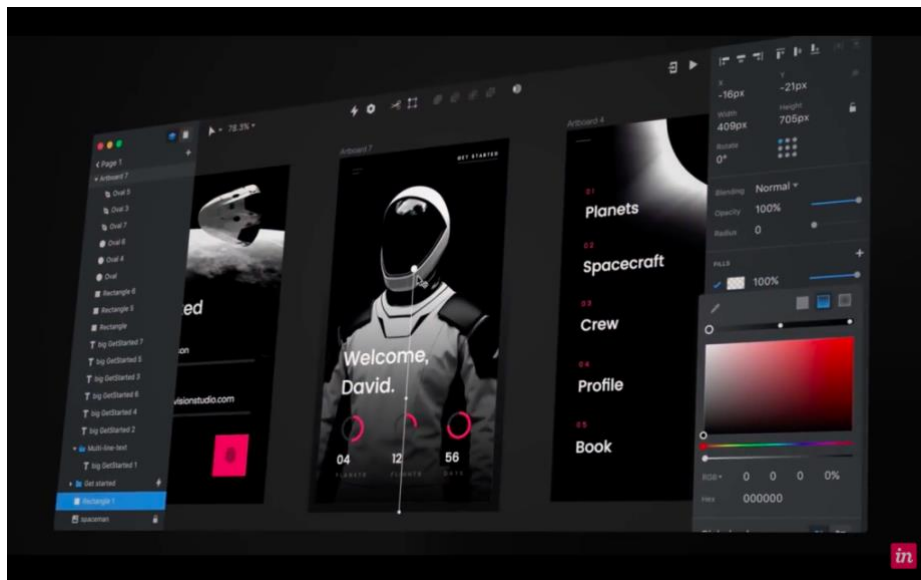 78.3%
Page 1
Artboard 7
Oval 5
Oval 3
Oval 7
Oval 6
Oval 4
Oval
Rectangle 6
Rectangle 5
Rectangle
big GetStarted 7
big GetStarted 5
big GetStarted 3
big GetStarted 6
big GetStarted 4
big GetStarted 2
Multi-line-text
big GetStarted 1
Get started
Rectangle 1
spaceman
ed
son
visionstudio.com
Artboard 7
GET STARTED
Welcome,
David.
04 12 56
PLANETS FLIGHTS DAYS
Artboard 4
01
Planets
02
Spacecraft
03
Crew
04
Profile
05
Book
X Y
-16px -21px
Width Height
409px 705px
Rotate
0°
Blending Normal
Opacity 100%
Radius 0
FILLS
100%
RGB 0 0 0 0%
Hex 000000
in